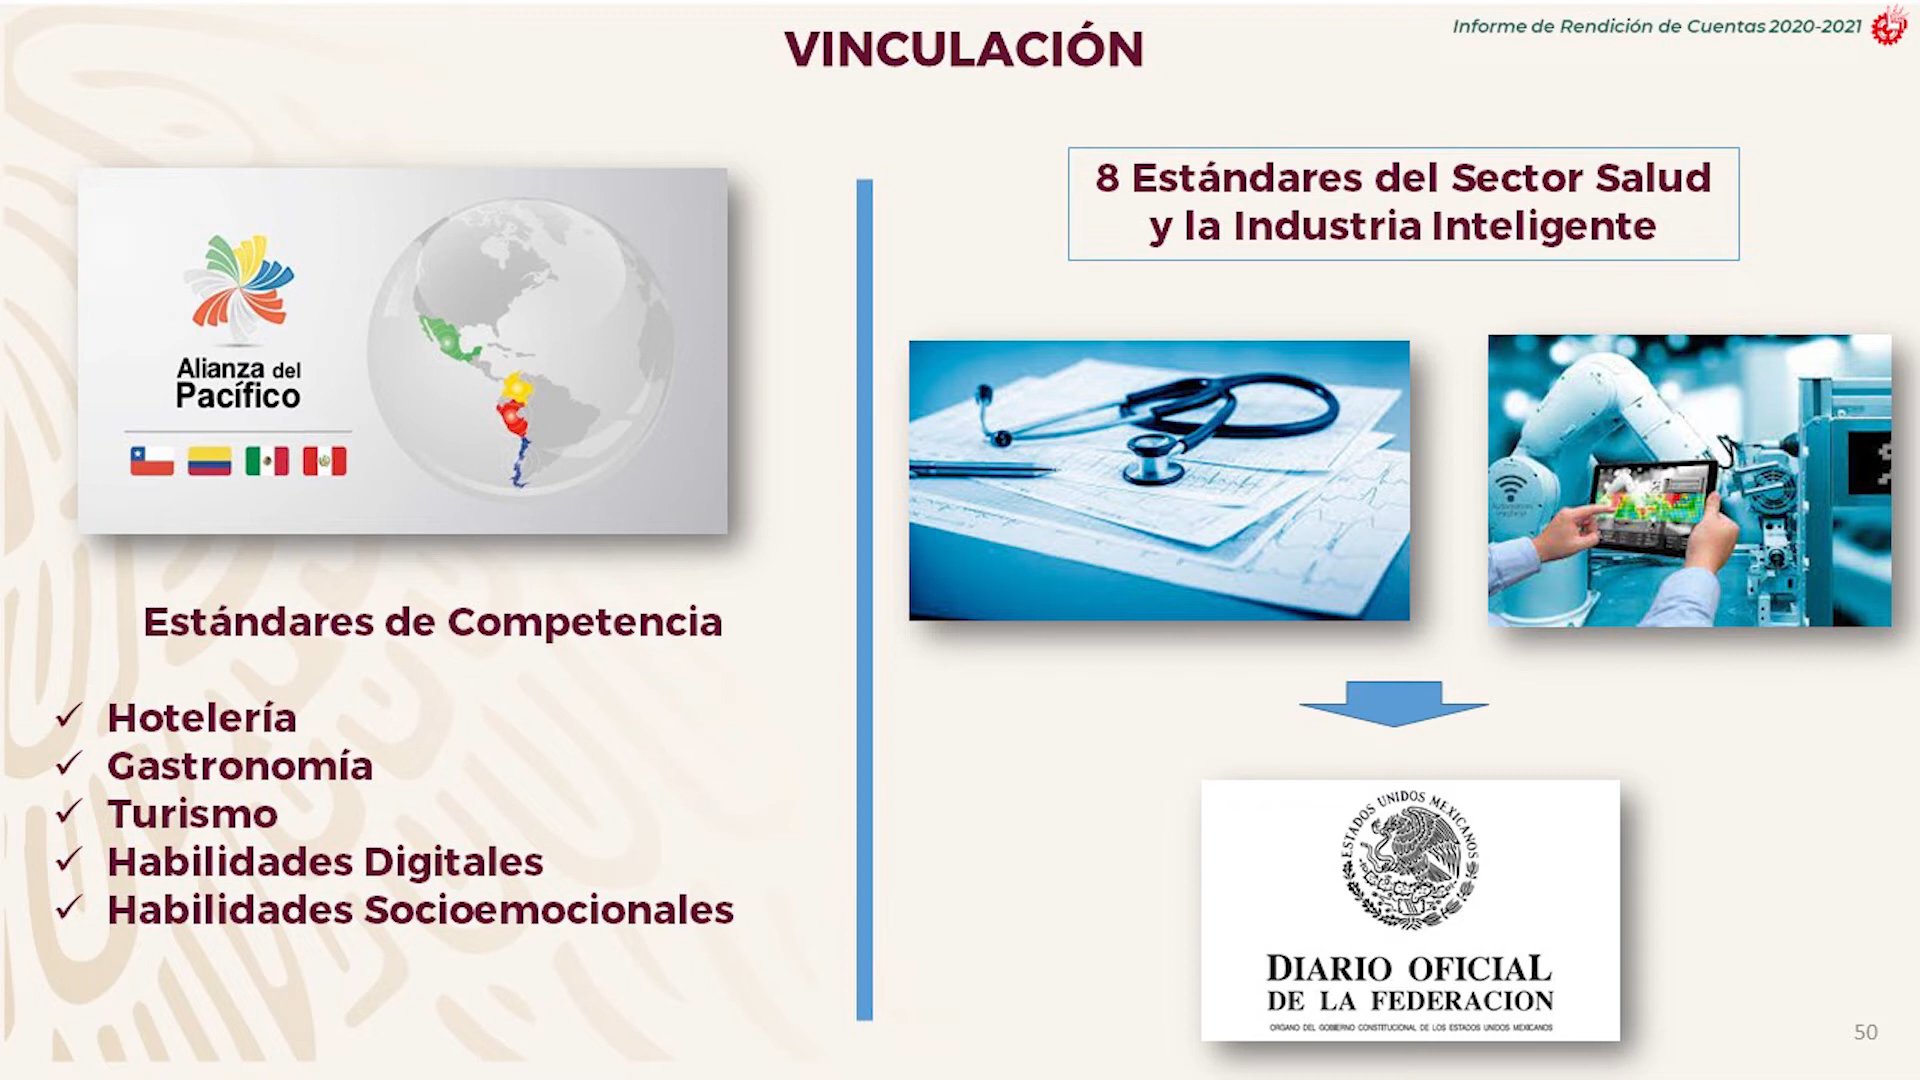 Informe de Rendición de Cuentas 2020-2021
VINCULACIÓN
Alianza del
Pacífico
Estándares de Competencia
Hotelería
Gastronomía
Turismo
Habilidades Digitales
Habilidades Socioemocionales
8 Estándares del Sector Salud
y la Industria Inteligente
ESTADOS UNIDOS MEXICANOS
DIARIO OFICIAL
DE LA FEDERACION
ORGANO DEL GOBIERNO CONSTITUCIONAL DE LOS ESTADOS UNIDOS MEXICANOS
50